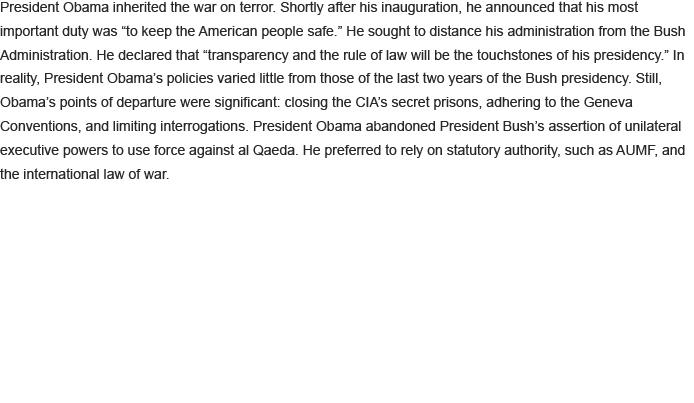 President Obama inherited the war on terror. Shortly after his inauguration, he announced that his most
important duty was “to keep the American people safe.” He sought to distance his administration from the Bush
Administration. He declared that “transparency and the rule of law will be the touchstones of his presidency.” In
reality, President Obama’s policies varied little from those of the last two years of the Bush presidency. Still,
Obama’s points of departure were significant: closing the CIA’s secret prisons, adhering to the Geneva
Conventions, and limiting interrogations. President Obama abandoned President Bush’s assertion of unilateral
executive powers to use force against al Qaeda. He preferred to rely on statutory authority, such as AUMF, and
the international law of war.